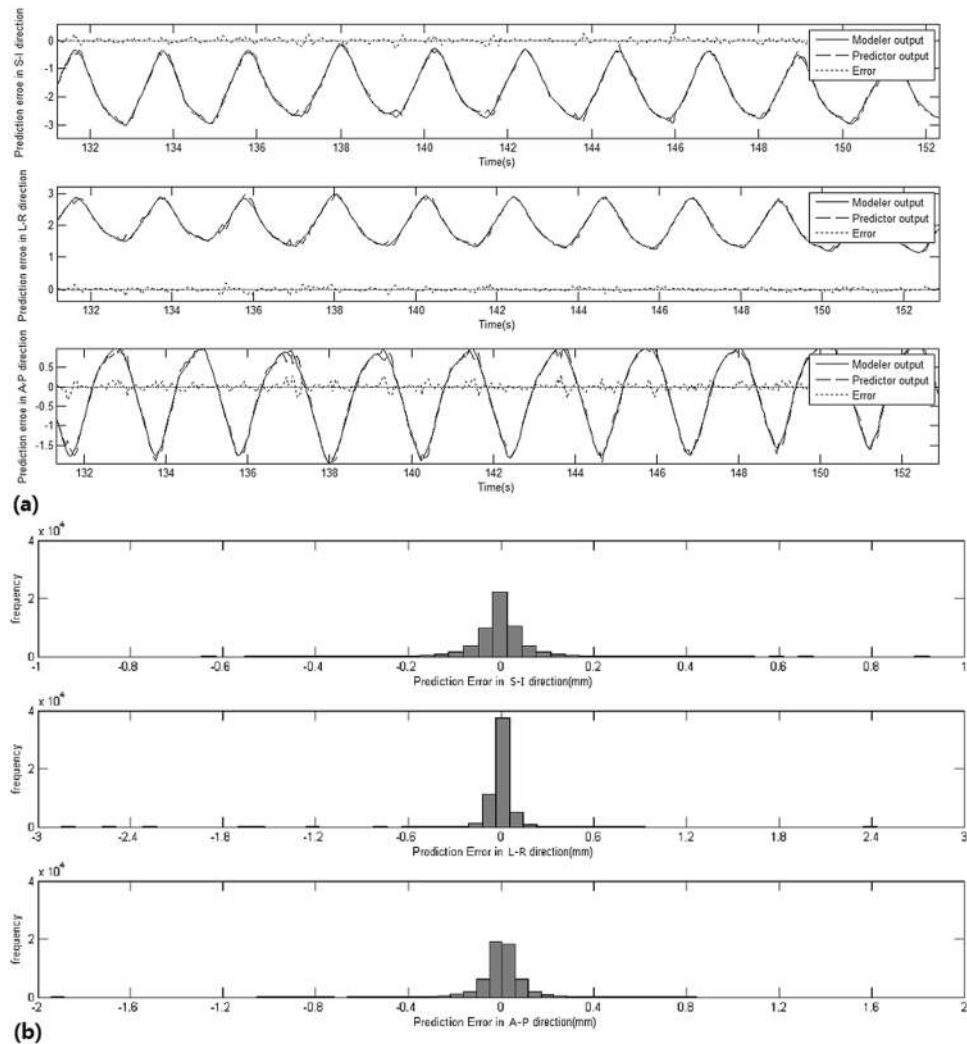 Prediction erroe in S-I direction
0
-1
-2
-3
Modeler output
Predictor output
Error
132 134 136 138 140 142 144 146 148 150 152
Time(s)
Prediction erroe in L-R direction
3
2
1
0
Modeler output
Predictor output
Error
132 134 136 138 140 142 144 146 148 150 152
Time(s)
Prediction erroe in A-P direction
0.5
0
-0.5
-1
-1.5
Modeler output
Predictor output
Error
132 134 136 138 140 142 144 146 148 150 152
Time(s)
(a)
x 10^4
frequency
4
2
0
-1 -0.8 -0.6 -0.4 -0.2 0 0.2 0.4 0.6 0.8 1
Prediction Error in S-I direction(mm)
x 10^4
frequency
4
2
0
-3 -2.4 -1.8 -1.2 -0.6 0 0.6 1.2 1.8 2.4 3
Prediction Error in L-R direction(mm)
x 10^4
frequency
4
2
0
-2 -1.6 -1.2 -0.8 -0.4 0 0.4 0.8 1.2 1.6 2
Prediction Error in A-P direction(mm)
(b)